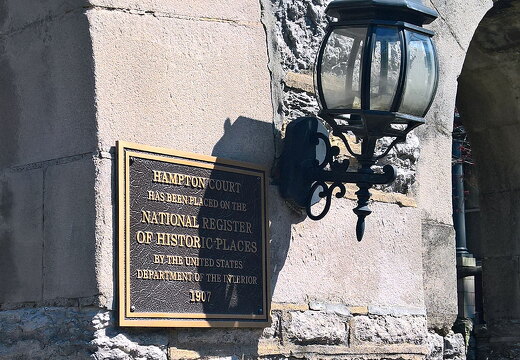 HAMPTON COURT
HAS BEEN PLACED ON THE
NATIONAL REGISTER
OF HISTORIC PLACES
BY THE UNITED STATES
DEPARTMENT OF THE INTERIOR
1907